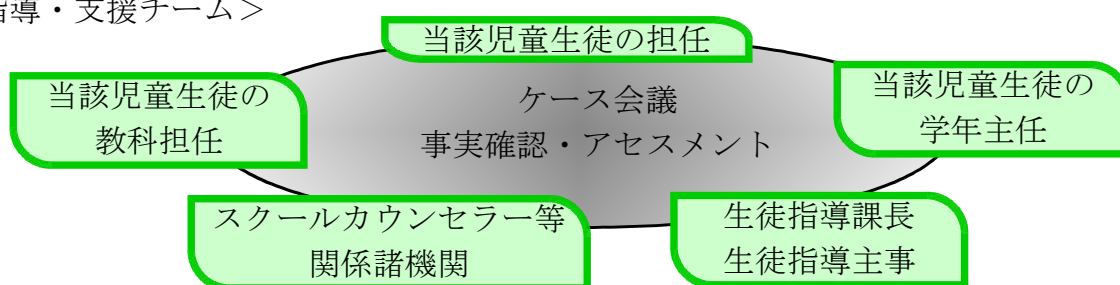 指導・支援チーム＞
当該児童生徒の担任
当該児童生徒の
教科担任
ケース会議
事実確認・アセスメント
当該児童生徒の
学年主任
スクールカウンセラー等
関係諸機関
生徒指導課長
生徒指導主事